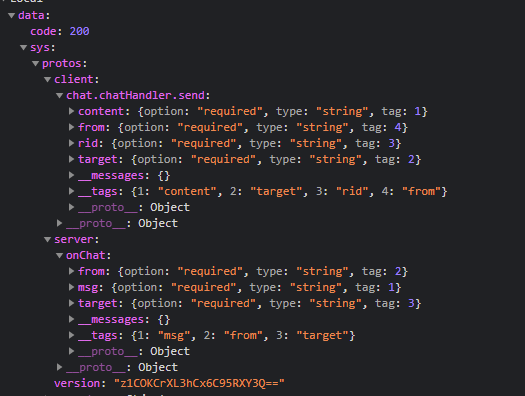 data:
code: 200
sys:
protos:
client:
chat.chatHandler.send:
content: {option: "required", type: "string", tag: 1}
from: {option: "required", type: "string", tag: 4}
rid: {option: "required", type: "string", tag: 3}
target: {option: "required", type: "string", tag: 2}
__messages: {}
__tags: {1: "content", 2: "target", 3: "rid", 4: "from"}
__proto__: Object
__proto__: Object
server:
onChat:
from: {option: "required", type: "string", tag: 2}
msg: {option: "required", type: "string", tag: 1}
target: {option: "required", type: "string", tag: 3}
__messages: {}
__tags: {1: "msg", 2: "from", 3: "target"}
__proto__: Object
__proto__: Object
version: "z1COKCrXL3hCx6C95RXY3Q=="